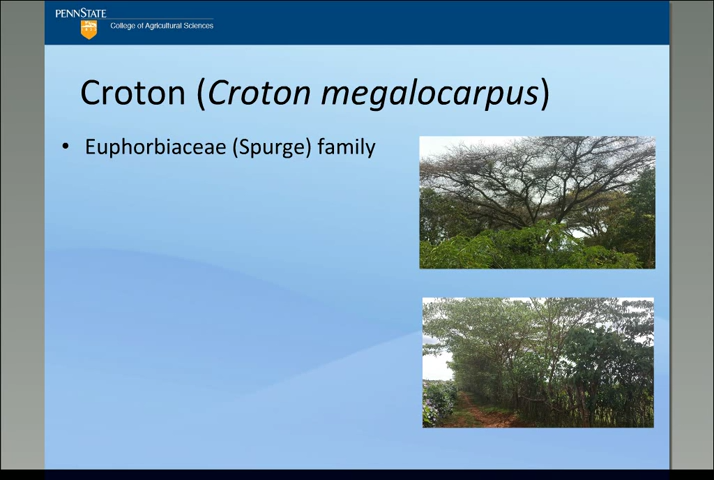 PENNSTATE
College of Agricultural Sciences
Croton (Croton megalocarpus)
• Euphorbiaceae (Spurge) family